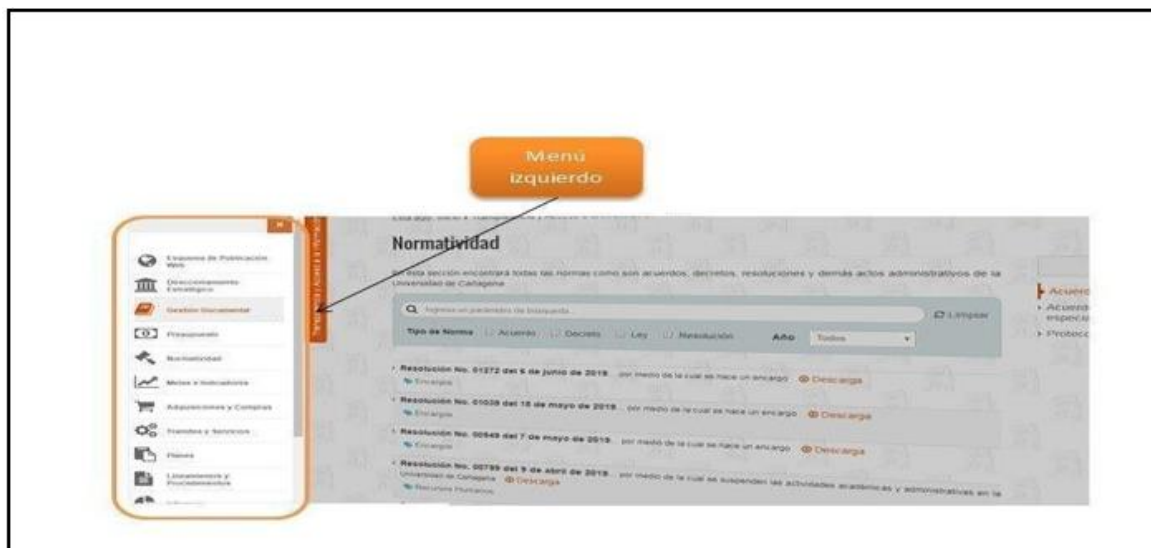 Menú
izquierdo
Normatividad
En esta sección encontrará todas las normas como son acuerdos, decretos, resoluciones y demás actos administrativos de la
Universidad de Cartagena
Ingrese un parámetro de búsqueda...
Limpiar
Tipo de Norma Acuerdo Decreto Ley Resolución Año Todos
Resolución No. 01272 del 6 de junio de 2019... por medio de la cual se hace un encargo Descarga
Encargos
Resolución No. 01039 del 15 de mayo de 2019... por medio de la cual se hace un encargo Descarga
Encargos
Resolución No. 00949 del 7 de mayo de 2019... por medio de la cual se hace un encargo Descarga
Encargos
Resolución No. 00799 del 9 de abril de 2019... por medio de la cual se suspenden las actividades académicas y administrativas en la
Universidad de Cartagena Descarga
Recursos Humanos
Esquema de Publicación
Web
Direccionamiento
Estratégico
Gestión Documental
Presupuesto
Normatividad
Metas e Indicadores
Adquisiciones y Compras
Trámites y Servicios
Planes
Lineamientos y
Procedimientos
Acuerd
Acuerd
especia
Protoco